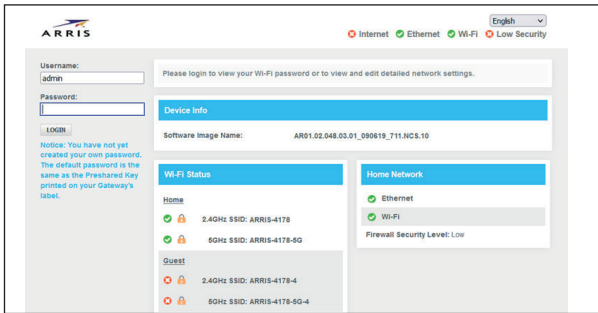 ARRIS
English
Internet Ethernet Wi-Fi Low Security
Username:
admin
Password:
LOGIN
Notice: You have not yet
created your own password.
The default password is the
same as the Preshared Key
printed on your Gateway's
label.
Please login to view your Wi-Fi password or to view and edit detailed network settings.
Device Info
Software Image Name: AR01.02.048.03.01_090619_711.NCS.10
Wi-Fi Status
Home
2.4GHz SSID: ARRIS-4178
5GHz SSID: ARRIS-4178-5G
Guest
2.4GHz SSID: ARRIS-4178-4
5GHz SSID: ARRIS-4178-5G-4
Home Network
Ethernet
Wi-Fi
Firewall Security Level: Low